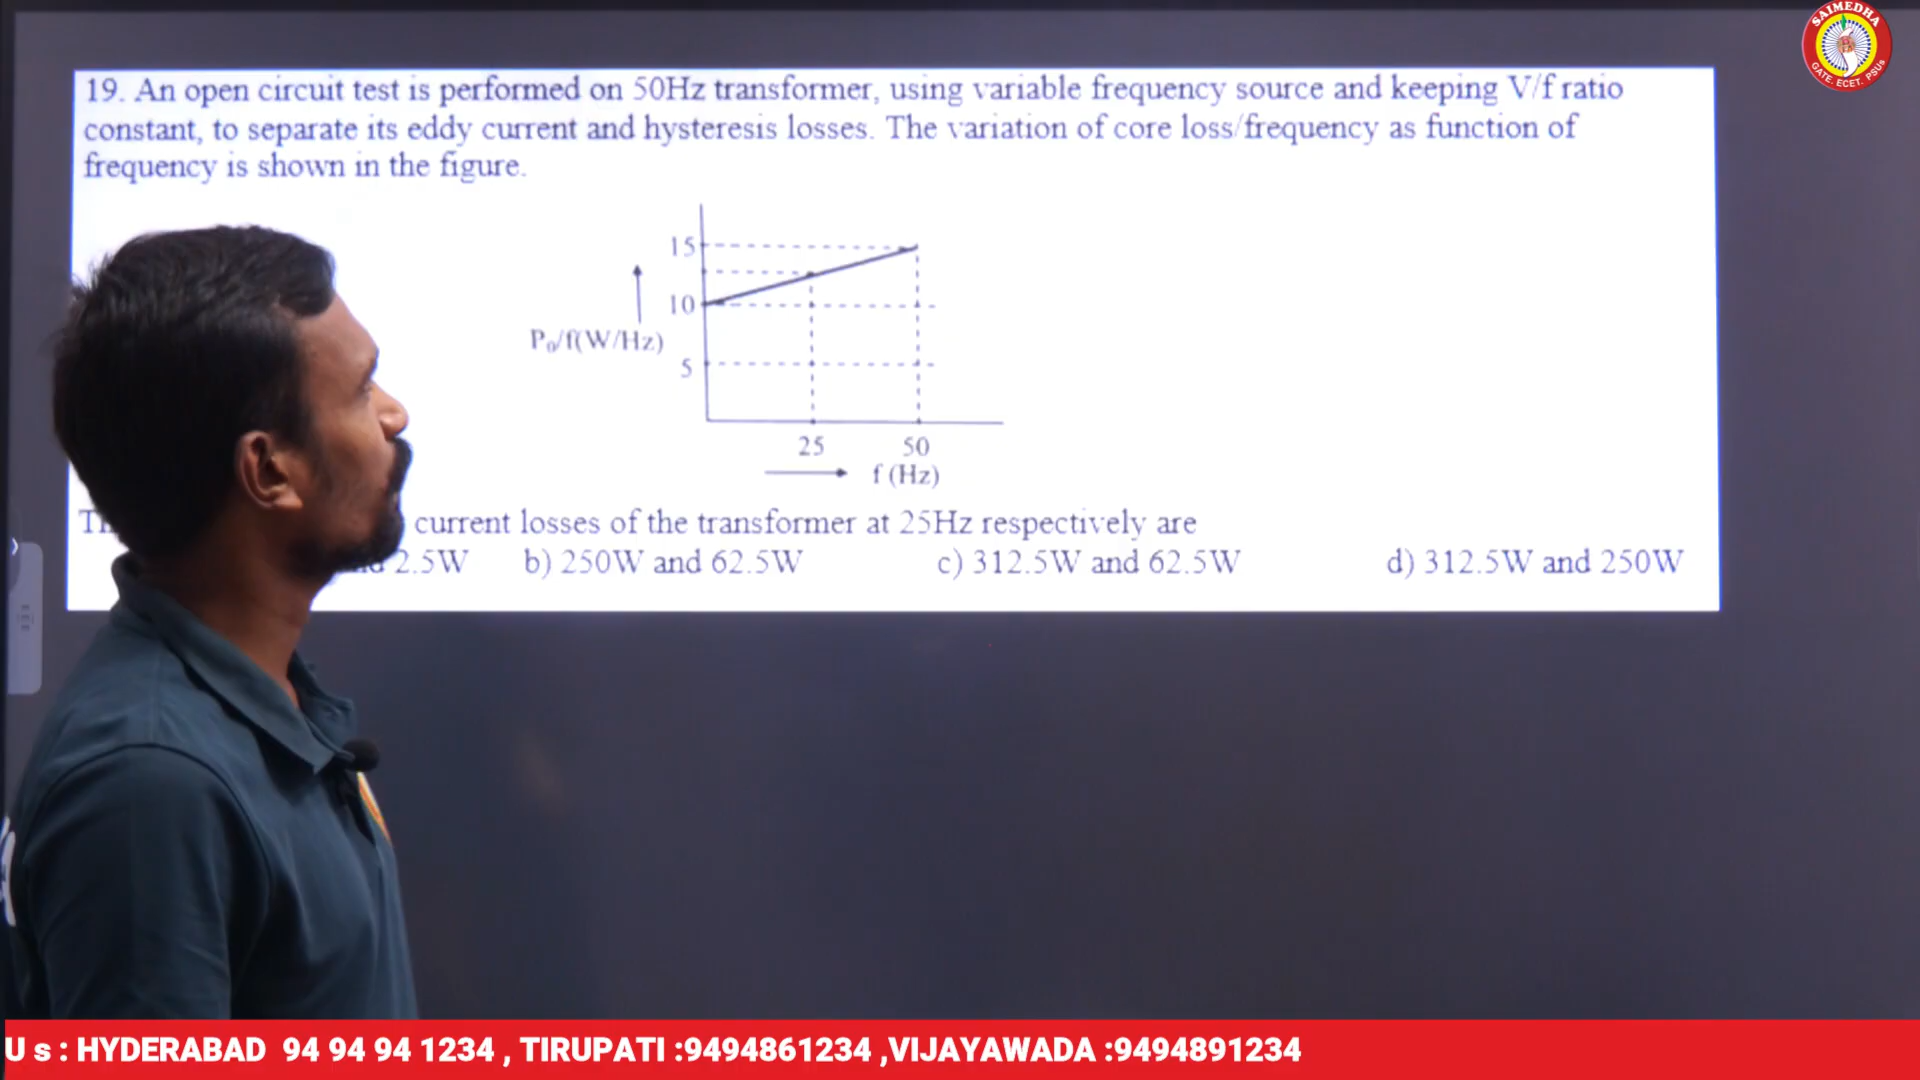 SAIMEDHA
GATE. ECET. PSUs
19. An open circuit test is performed on 50Hz transformer, using variable frequency source and keeping V/f ratio
constant, to separate its eddy current and hysteresis losses. The variation of core loss/frequency as function of
frequency is shown in the figure.
15
10
P₀/f(W/Hz)
5
25 50
f (Hz)
current losses of the transformer at 25Hz respectively are
2.5W b) 250W and 62.5W c) 312.5W and 62.5W d) 312.5W and 250W
U s : HYDERABAD 94 94 94 1234 , TIRUPATI :9494861234 ,VIJAYAWADA :9494891234